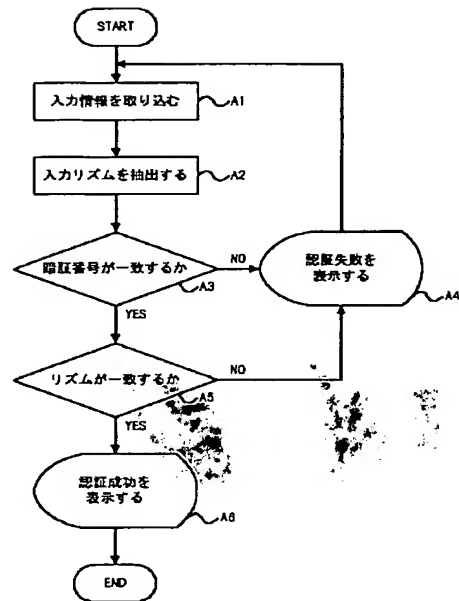 START
入力情報を取り込む
A1
入力リズムを抽出する
A2
暗証番号が一致するか
NO
A3
認証失敗を
表示する
A4
YES
リズムが一致するか
NO
A5
YES
認証成功を
表示する
A6
END